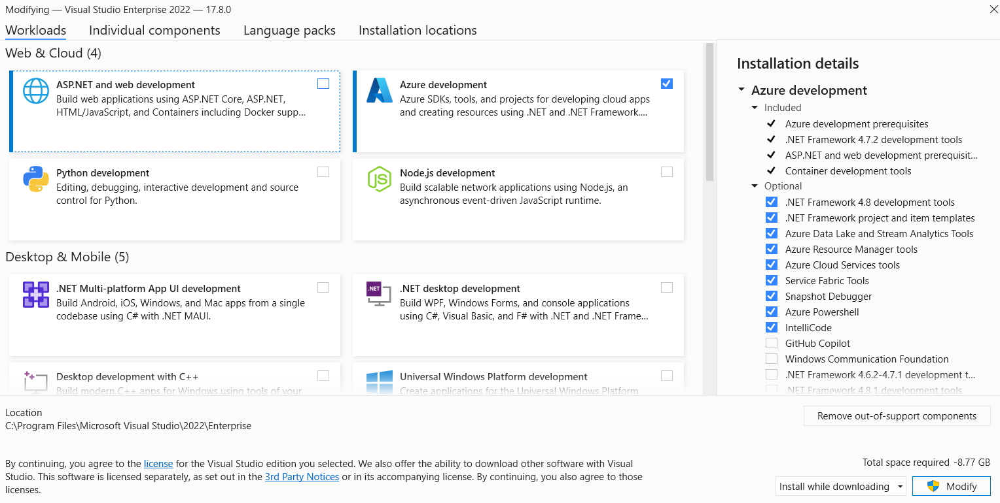 Modifying — Visual Studio Enterprise 2022 — 17.8.0
Workloads
Individual components
Language packs
Installation locations
Web & Cloud (4)
ASP.NET and web development
Build web applications using ASP.NET Core, ASP.NET,
HTML/JavaScript, and Containers including Docker supp...
Azure development
Azure SDKs, tools, and projects for developing cloud apps
and creating resources using .NET and .NET Framework....
Python development
Editing, debugging, interactive development and source
control for Python.
Node.js development
Build scalable network applications using Node.js, an
asynchronous event-driven JavaScript runtime.
JS
Desktop & Mobile (5)
.NET Multi-platform App UI development
Build Android, iOS, Windows, and Mac apps from a single
codebase using C# with .NET MAUI.
.NET
.NET desktop development
Build WPF, Windows Forms, and console applications
using C#, Visual Basic, and F# with .NET and .NET Frame...
Desktop development with C++
Build modern C++ apps for Windows using tools of your
Universal Windows Platform development
Create applications for the Universal Windows Platform
Installation details
Azure development
Included
Azure development prerequisites
.NET Framework 4.7.2 development tools
ASP.NET and web development prerequisit...
Container development tools
Optional
.NET Framework 4.8 development tools
.NET Framework project and item templates
Azure Data Lake and Stream Analytics Tools
Azure Resource Manager tools
Azure Cloud Services tools
Service Fabric Tools
Snapshot Debugger
Azure Powershell
IntelliCode
GitHub Copilot
Windows Communication Foundation
.NET Framework 4.6.2-4.7.1 development t...
.NET Framework 4.8.1 development tools
Location
C:\Program Files\Microsoft Visual Studio\2022\Enterprise
Remove out-of-support components
By continuing, you agree to the license for the Visual Studio edition you selected. We also offer the ability to download other software with Visual
Studio. This software is licensed separately, as set out in the 3rd Party Notices or in its accompanying license. By continuing, you also agree to those
licenses.
Total space required -8.77 GB
Install while downloading
Modify